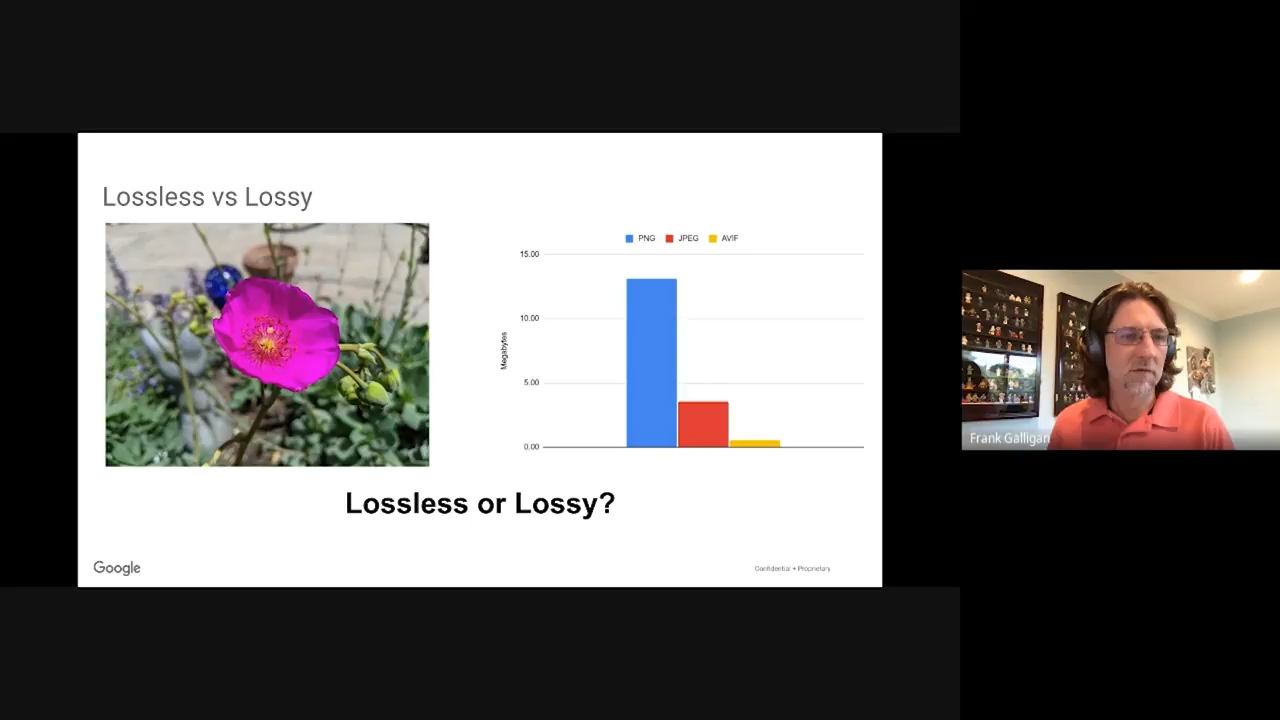 Lossless vs Lossy
PNG JPEG AVIF
15.00
10.00
5.00
0.00
Megabytes
Lossless or Lossy?
Google
Confidential + Proprietary
Frank Galligan